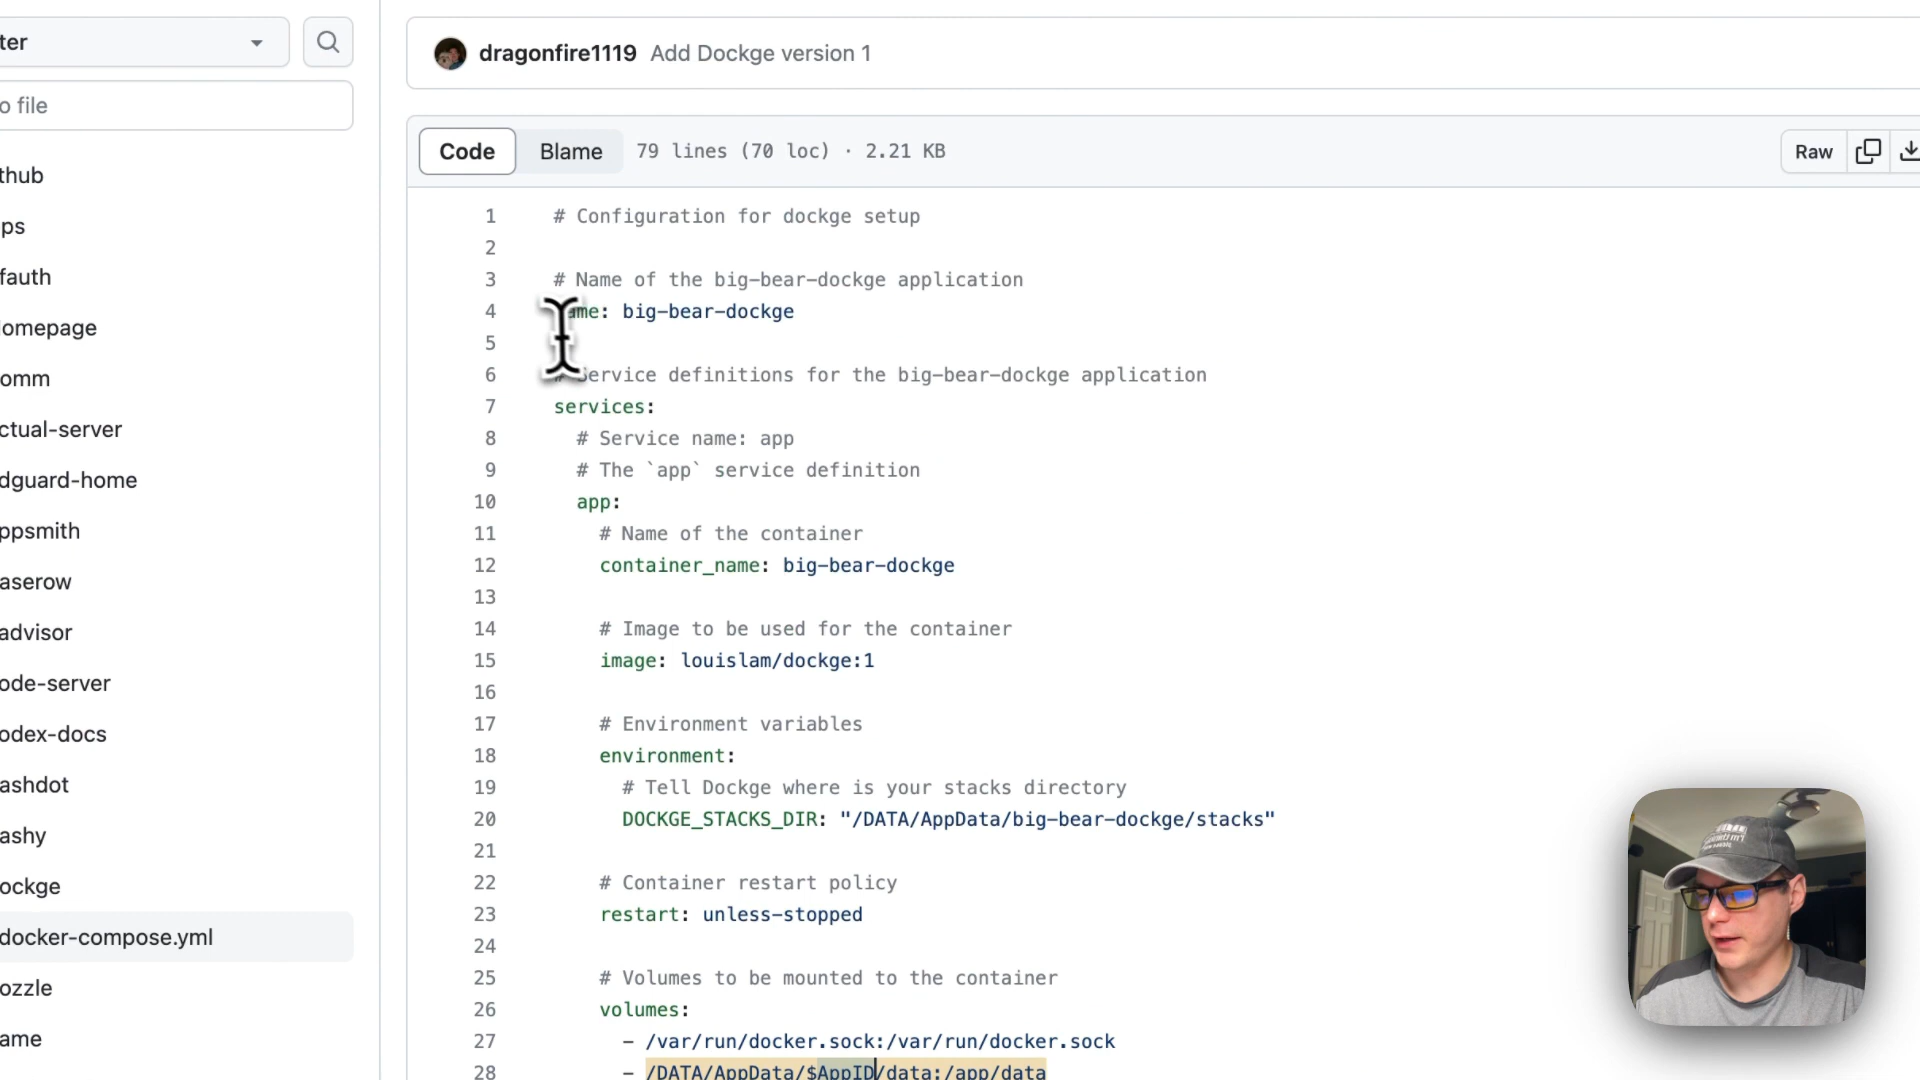 ter
o file
thub
ps
fauth
omepage
omm
ctual-server
dguard-home
ppsmith
aserow
advisor
ode-server
odex-docs
ashdot
ashy
ockge
docker-compose.yml
ozzle
ame
dragonfire1119 Add Dockge version 1
Code Blame 79 lines (70 loc) · 2.21 KB Raw
1 # Configuration for dockge setup
2
3 # Name of the big-bear-dockge application
4 ame: big-bear-dockge
5
6 # Service definitions for the big-bear-dockge application
7 services:
8 # Service name: app
9 # The `app` service definition
10 app:
11 # Name of the container
12 container_name: big-bear-dockge
13
14 # Image to be used for the container
15 image: louislam/dockge:1
16
17 # Environment variables
18 environment:
19 # Tell Dockge where is your stacks directory
20 DOCKGE_STACKS_DIR: "/DATA/AppData/big-bear-dockge/stacks"
21
22 # Container restart policy
23 restart: unless-stopped
24
25 # Volumes to be mounted to the container
26 volumes:
27 - /var/run/docker.sock:/var/run/docker.sock
28 - /DATA/AppData/$AppID/data:/app/data